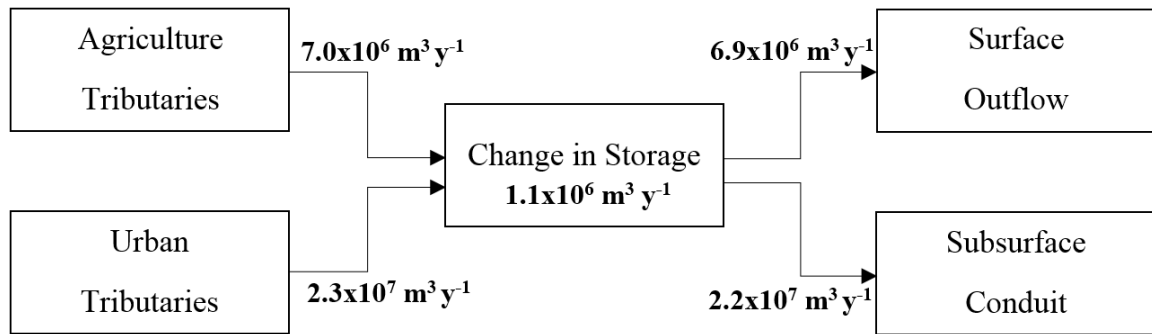 Agriculture
Tributaries
7.0x10⁶ m³ y⁻¹
6.9x10⁶ m³ y⁻¹
Surface
Outflow
Change in Storage
1.1x10⁶ m³ y⁻¹
Urban
Tributaries
2.3x10⁷ m³ y⁻¹
2.2x10⁷ m³ y⁻¹
Subsurface
Conduit